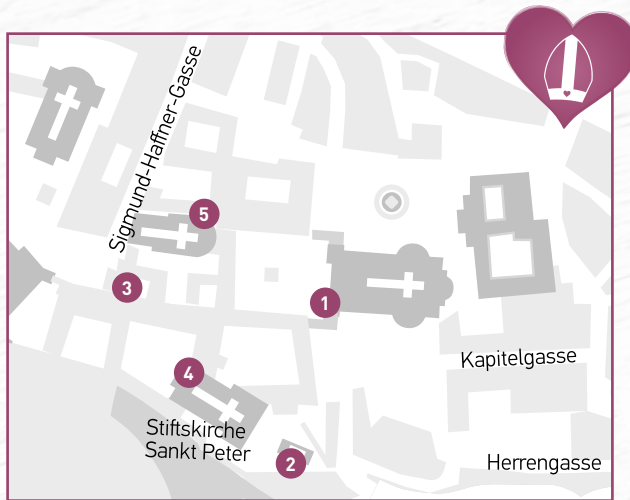 Sigmund-Haffner-Gasse
5
3
1
Kapitelgasse
4
Stiftskirche
Sankt Peter
2
Herrengasse